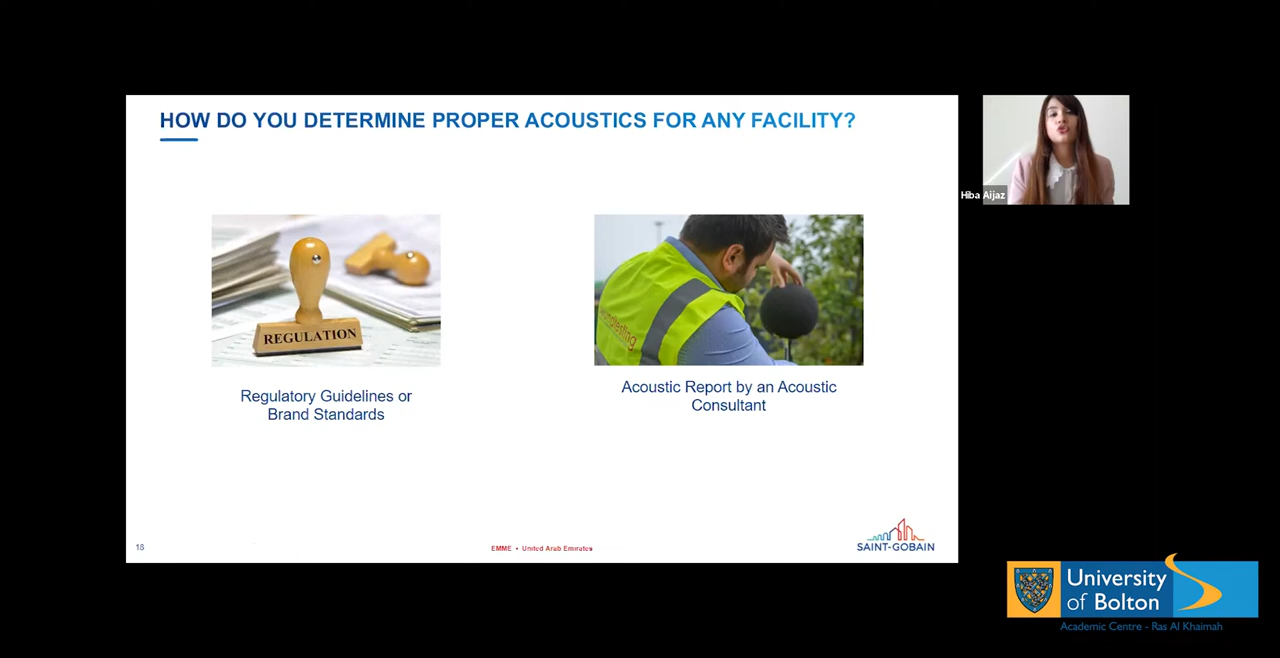 HOW DO YOU DETERMINE PROPER ACOUSTICS FOR ANY FACILITY?
Hiba Aijaz
REGULATION
Regulatory Guidelines or
Brand Standards
Acoustic Report by an Acoustic
Consultant
18
EMME • United Arab Emirates
SAINT-GOBAIN
University
of Bolton
Academic Centre - Ras Al Khaimah